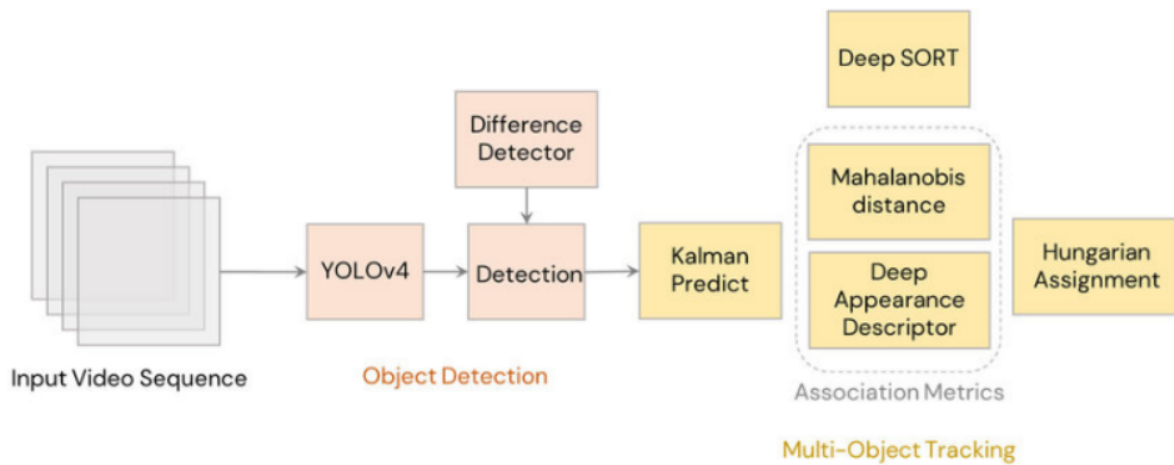 Deep SORT
Difference
Detector
Mahalanobis
distance
YOLOv4
Detection
Kalman
Predict
Deep
Appearance
Descriptor
Hungarian
Assignment
Input Video Sequence
Object Detection
Association Metrics
Multi-Object Tracking